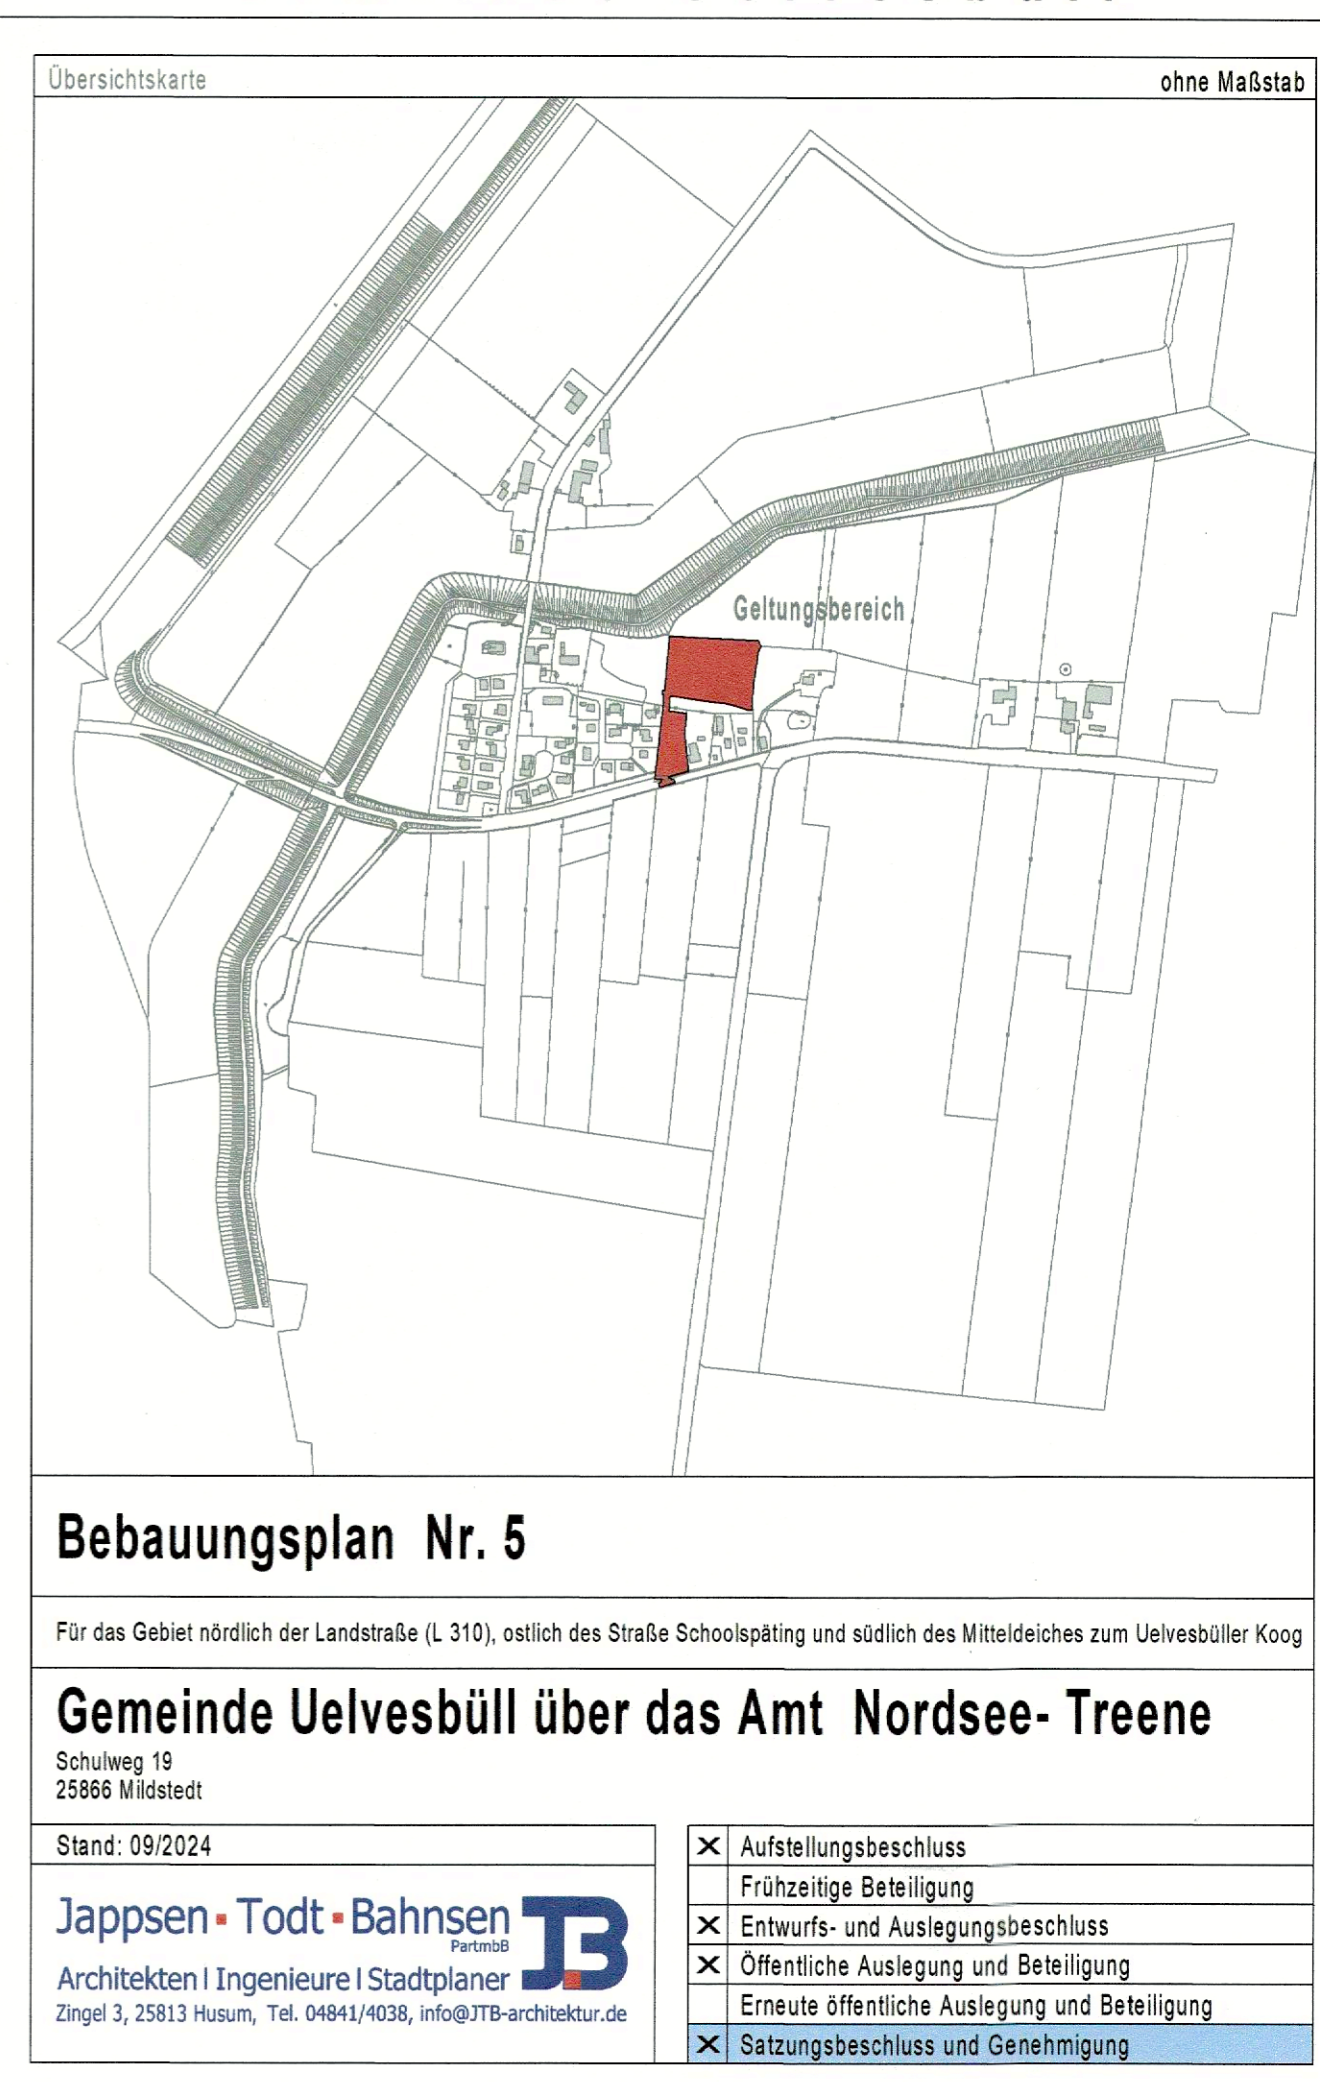 Übersichtskarte
ohne Maßstab
Geltungsbereich
Bebauungsplan Nr. 5
Für das Gebiet nördlich der Landstraße (L 310), ostlich des Straße Schoolspäting und südlich des Mitteldeiches zum Uelvesbüller Koog
Gemeinde Uelvesbüll über das Amt Nordsee- Treene
Schulweg 19
25866 Mildstedt
Stand: 09/2024
Jappsen ▪ Todt ▪ Bahnsen
PartmbB
Architekten I Ingenieure I Stadtplaner
JTB
Zingel 3, 25813 Husum, Tel. 04841/4038, info@JTB-architektur.de
X Aufstellungsbeschluss
Frühzeitige Beteiligung
X Entwurfs- und Auslegungsbeschluss
X Öffentliche Auslegung und Beteiligung
Erneute öffentliche Auslegung und Beteiligung
X Satzungsbeschluss und Genehmigung